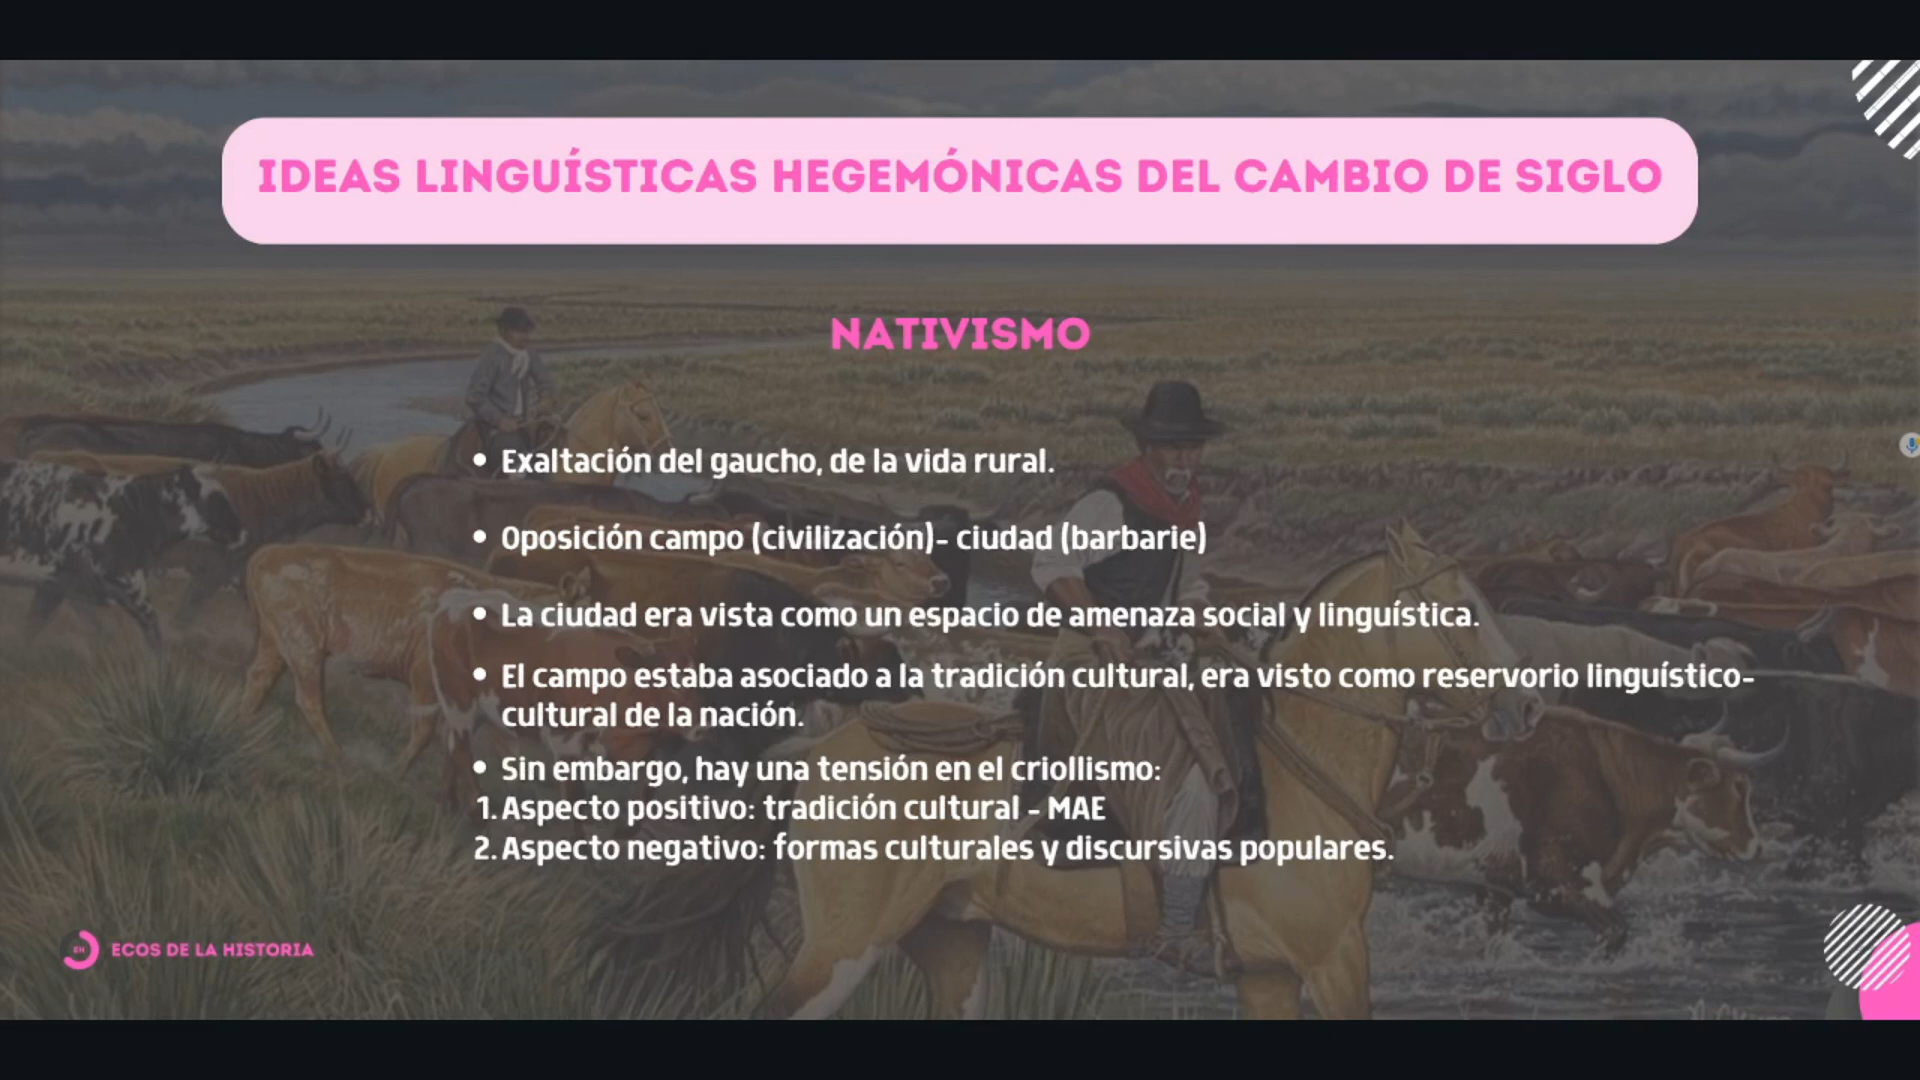 IDEAS LINGUÍSTICAS HEGEMÓNICAS DEL CAMBIO DE SIGLO
NATIVISMO
• Exaltación del gaucho, de la vida rural.
• Oposición campo (civilización)- ciudad (barbarie)
• La ciudad era vista como un espacio de amenaza social y lingüística.
• El campo estaba asociado a la tradición cultural, era visto como reservorio lingüístico-
cultural de la nación.
• Sin embargo, hay una tensión en el criollismo:
1. Aspecto positivo: tradición cultural - MAE
2. Aspecto negativo: formas culturales y discursivas populares.
EH ECOS DE LA HISTORIA